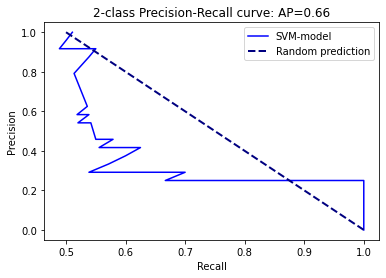 2-class Precision-Recall curve: AP=0.66
SVM-model
Random prediction
1.0
0.8
0.6
0.4
0.2
0.0
Precision
0.5
0.6
0.7
0.8
0.9
1.0
Recall